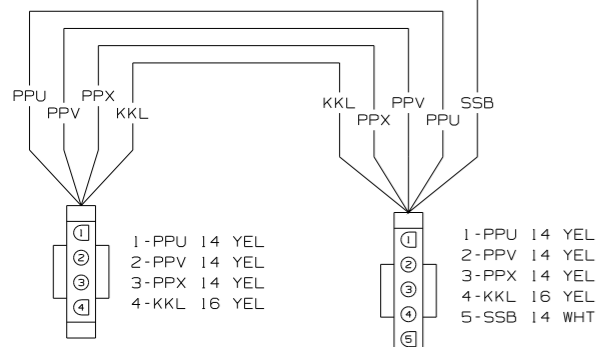 PPU
PPV
PPX
KKL
KKL
PPX
PPV
PPU
SSB
1
2
3
4
1-PPU 14 YEL
2-PPV 14 YEL
3-PPX 14 YEL
4-KKL 16 YEL
1
2
3
4
5
1-PPU 14 YEL
2-PPV 14 YEL
3-PPX 14 YEL
4-KKL 16 YEL
5-SSB 14 WHT